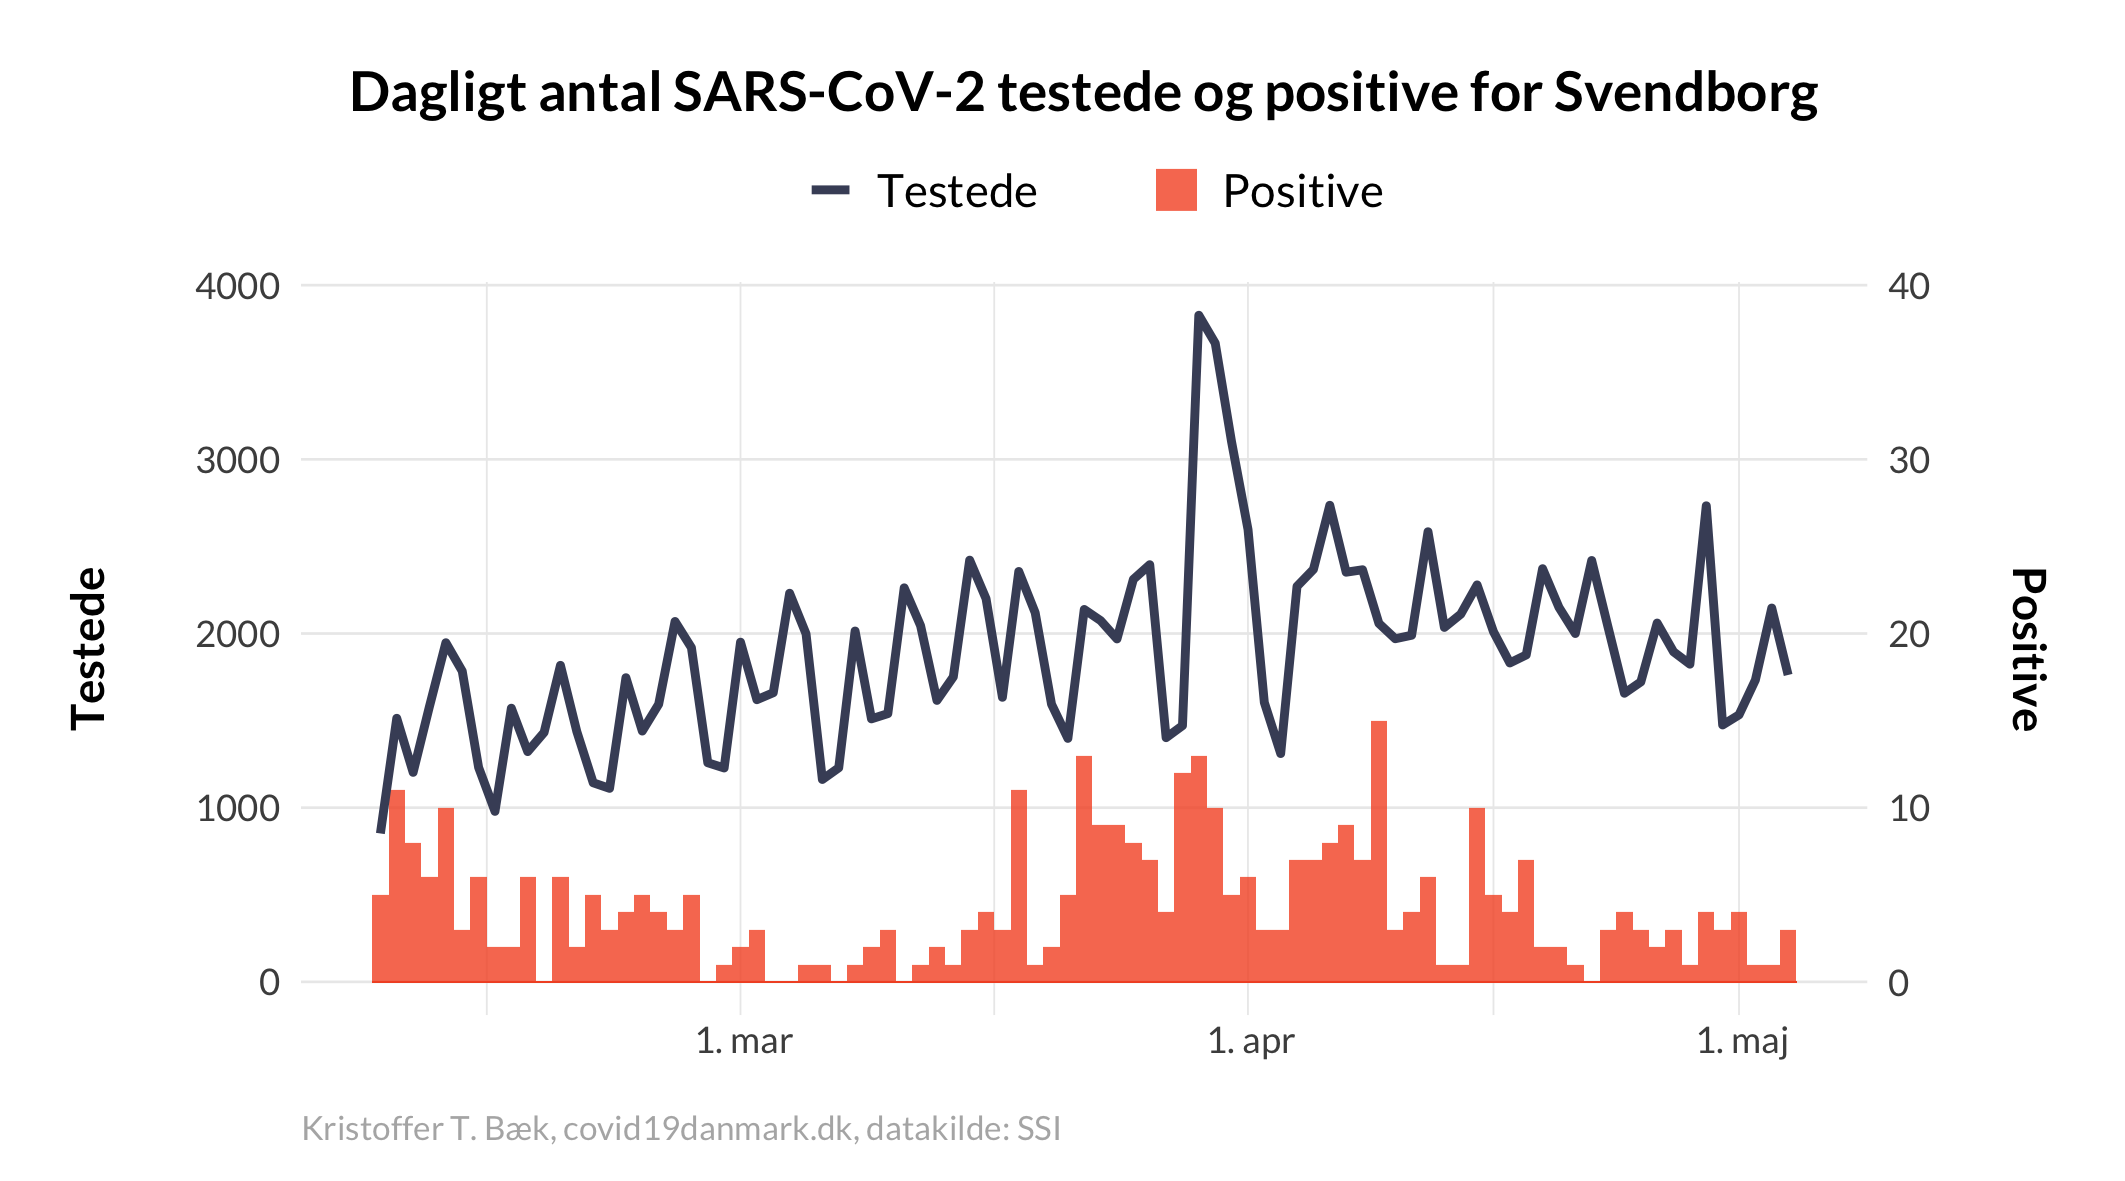 Dagligt antal SARS-CoV-2 testede og positive for Svendborg
Testede
Positive
4000
3000
2000
1000
0
Testede
40
30
20
10
0
Positive
1. mar
1. apr
1. maj
Kristoffer T. Bæk, covid19danmark.dk, datakilde: SSI